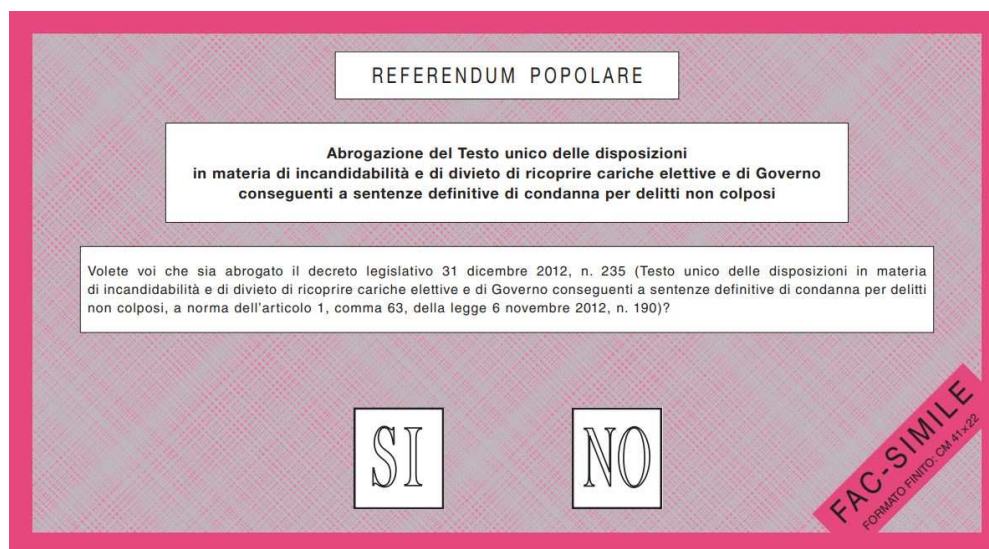 REFERENDUM POPOLARE
Abrogazione del Testo unico delle disposizioni
in materia di incandidabilità e di divieto di ricoprire cariche elettive e di Governo
conseguenti a sentenze definitive di condanna per delitti non colposi
Volete voi che sia abrogato il decreto legislativo 31 dicembre 2012, n. 235 (Testo unico delle disposizioni in materia
di incandidabilità e di divieto di ricoprire cariche elettive e di Governo conseguenti a sentenze definitive di condanna per delitti
non colposi, a norma dell'articolo 1, comma 63, della legge 6 novembre 2012, n. 190)?
SI
NO
FAC-SIMILE
FORMATO FINITO: CM 41×22